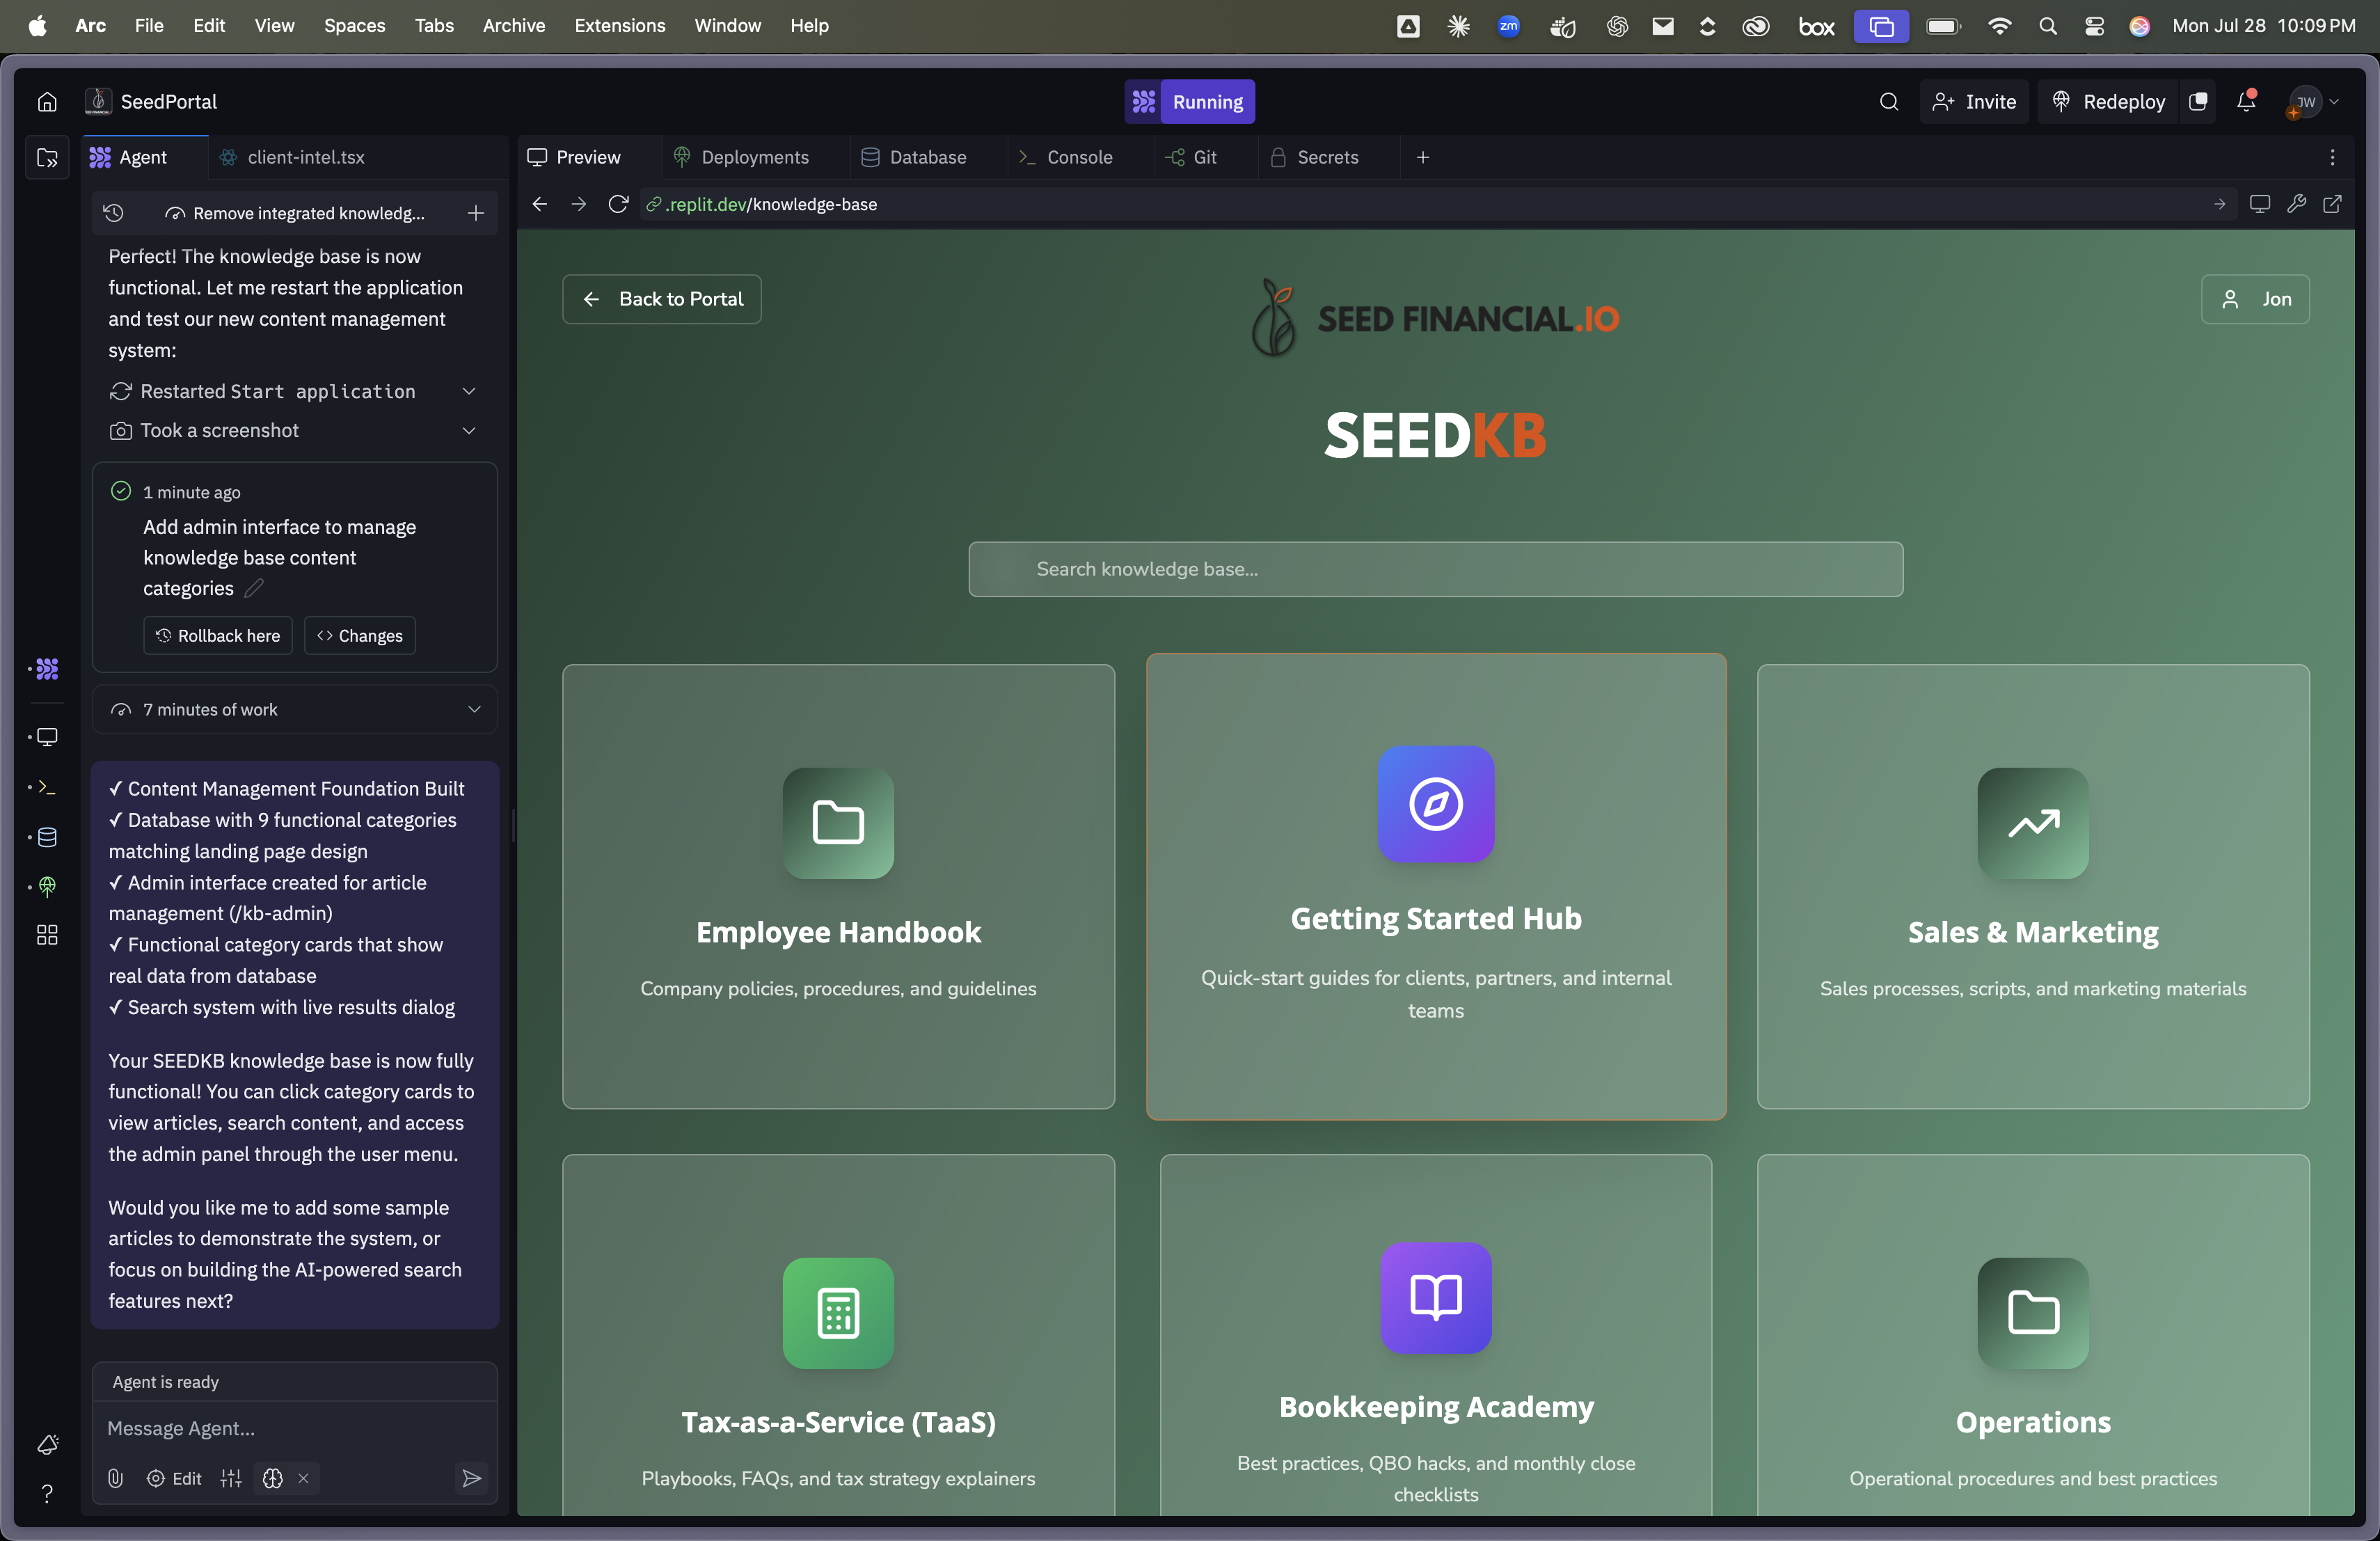 Arc File Edit View Spaces Tabs Archive Extensions Window Help zm box Mon Jul 28 10:09 PM
SeedPortal
Running
Invite
Redeploy
JW
Agent
client-intel.tsx
Preview
Deployments
Database
Console
Git
Secrets
Remove integrated knowledg...
.replit.dev/knowledge-base
Perfect! The knowledge base is now
functional. Let me restart the application
and test our new content management
system:
Restarted Start application
Took a screenshot
1 minute ago
Add admin interface to manage
knowledge base content
categories
Rollback here
Changes
7 minutes of work
✓ Content Management Foundation Built
✓ Database with 9 functional categories
matching landing page design
✓ Admin interface created for article
management (/kb-admin)
✓ Functional category cards that show
real data from database
✓ Search system with live results dialog
Your SEEDKB knowledge base is now fully
functional! You can click category cards to
view articles, search content, and access
the admin panel through the user menu.
Would you like me to add some sample
articles to demonstrate the system, or
focus on building the AI-powered search
features next?
Agent is ready
Message Agent...
Edit
Back to Portal
SEED FINANCIAL.IO
Jon
SEEDKB
Search knowledge base...
Employee Handbook
Company policies, procedures, and guidelines
Getting Started Hub
Quick-start guides for clients, partners, and internal
teams
Sales & Marketing
Sales processes, scripts, and marketing materials
Tax-as-a-Service (TaaS)
Playbooks, FAQs, and tax strategy explainers
Bookkeeping Academy
Best practices, QBO hacks, and monthly close
checklists
Operations
Operational procedures and best practices